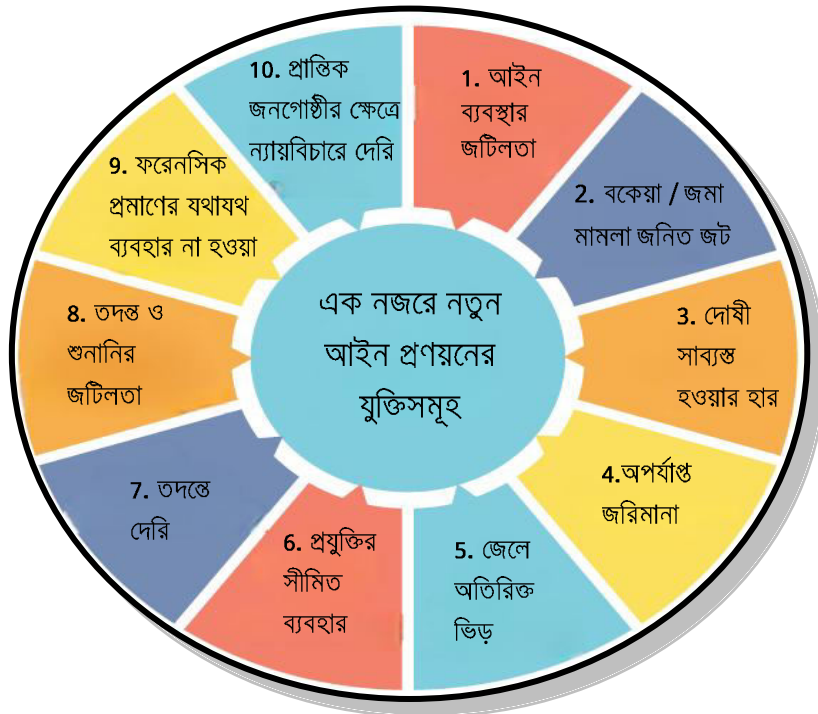 এক নজরে নতুন
আইন প্রণয়নের
যুক্তিসমূহ
1. আইন
ব্যবস্থার
জটিলতা
2. বকেয়া / জমা
মামলা জনিত জট
3. দোষী
সাব্যস্ত
হওয়ার হার
4.অপর্যাপ্ত
জরিমানা
5. জেলে
অতিরিক্ত
ভিড়
6. প্রযুক্তির
সীমিত
ব্যবহার
7. তদন্তে
দেরি
8. তদন্ত ও
শুনানির
জটিলতা
9. ফরেনসিক
প্রমাণের যথাযথ
ব্যবহার না হওয়া
10. প্রান্তিক
জনগোষ্ঠীর ক্ষেত্রে
ন্যায়বিচারে দেরি